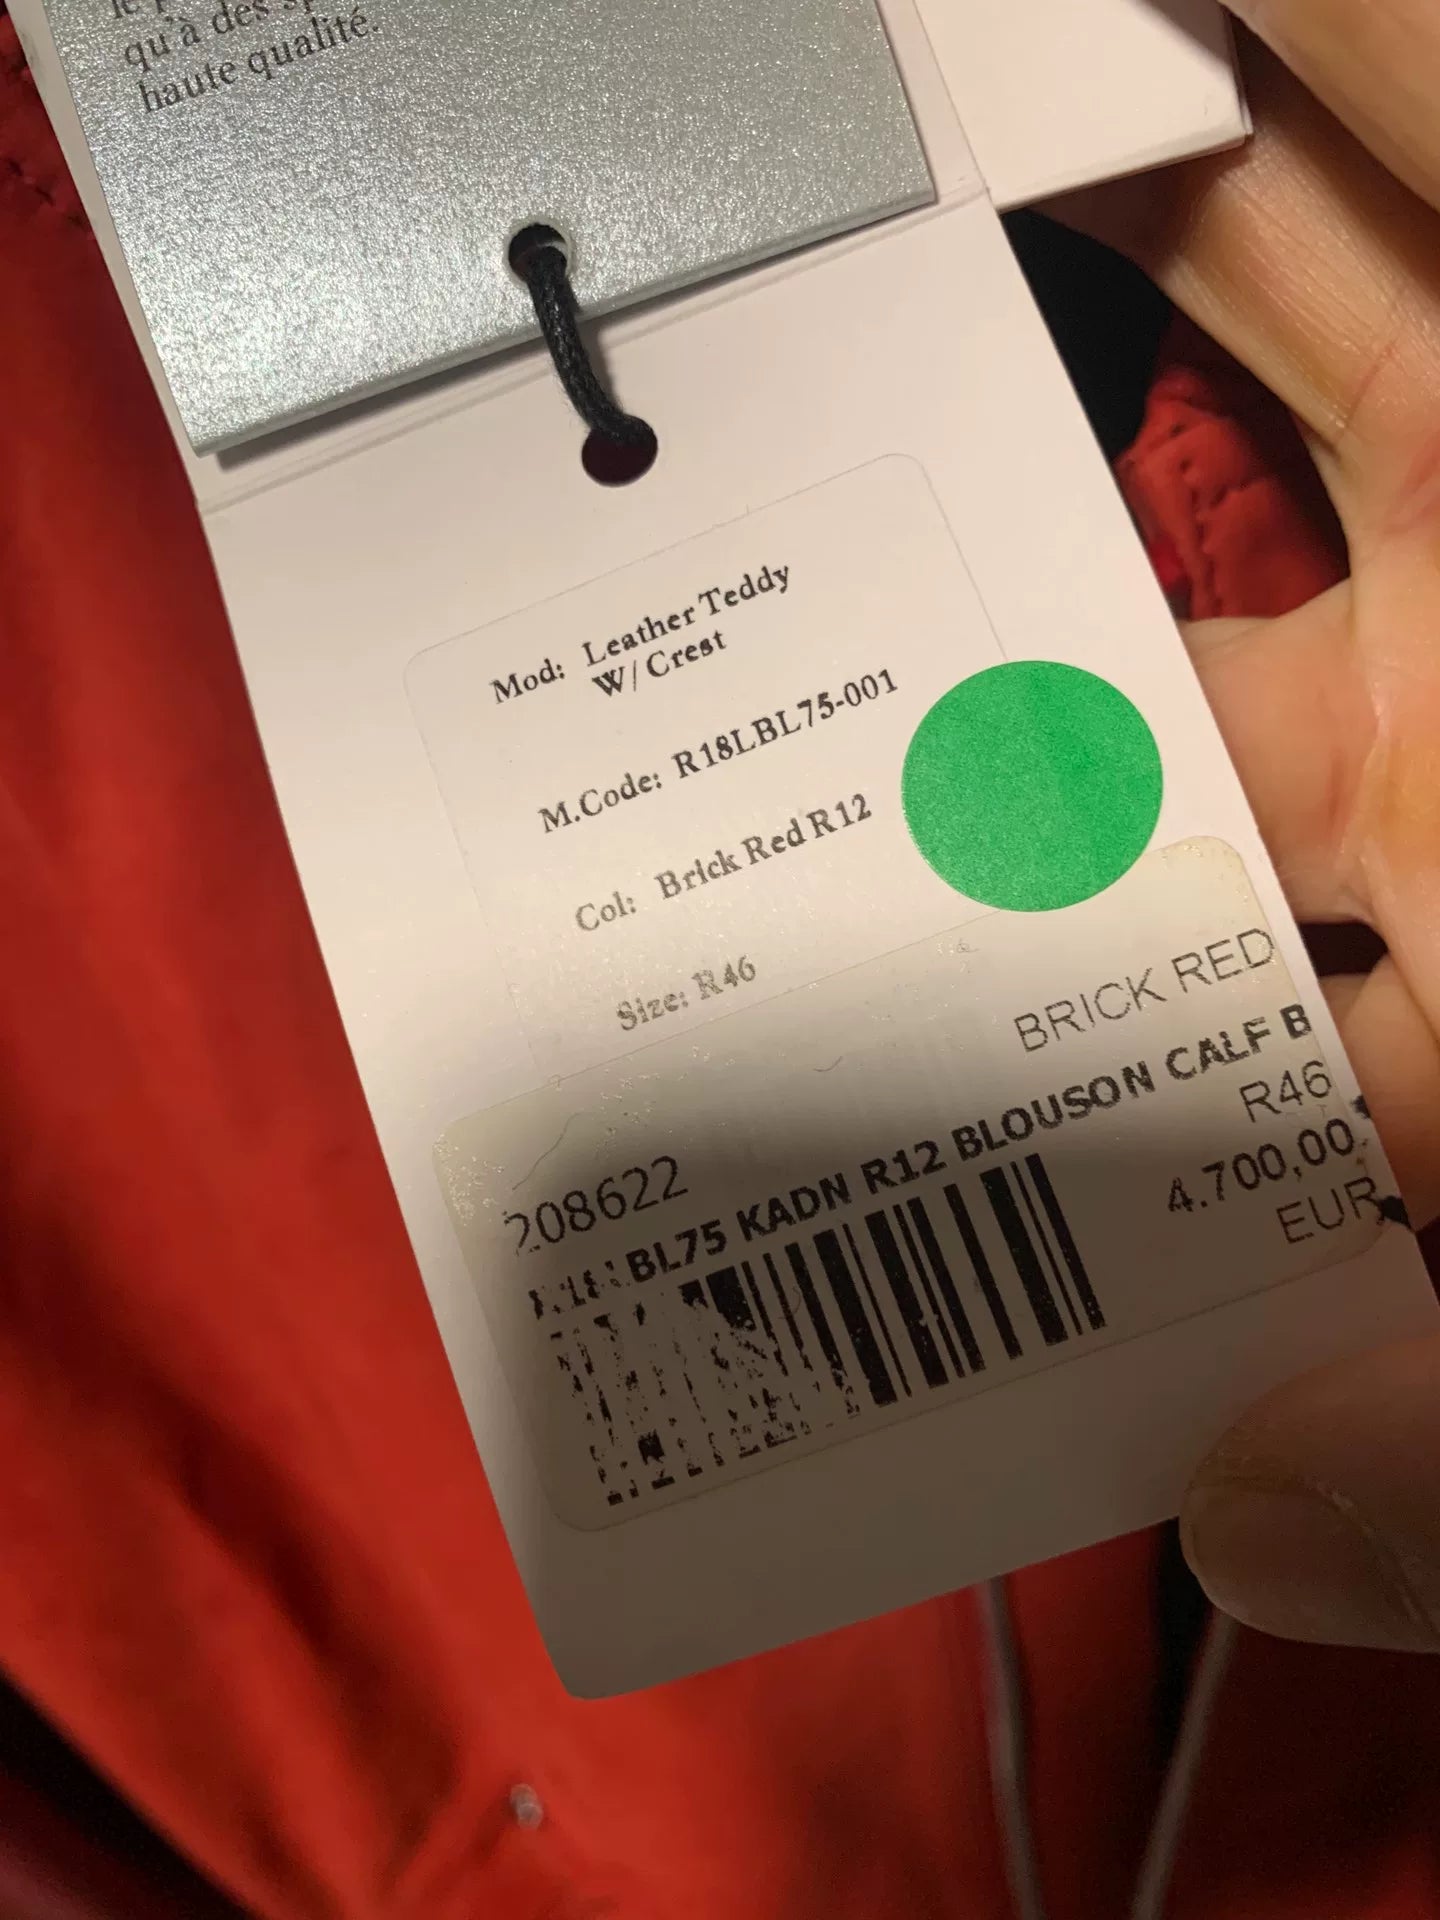 qu'à des
haute qualité.
Mod: Leather Teddy
W/ Crest
M.Code: R18LBL75-001
Col: Brick Red R12
Size: R46
BRICK RED
208622
BL75 KADN R12 BLOUSON CALF B
R46
4.700,00
EUR